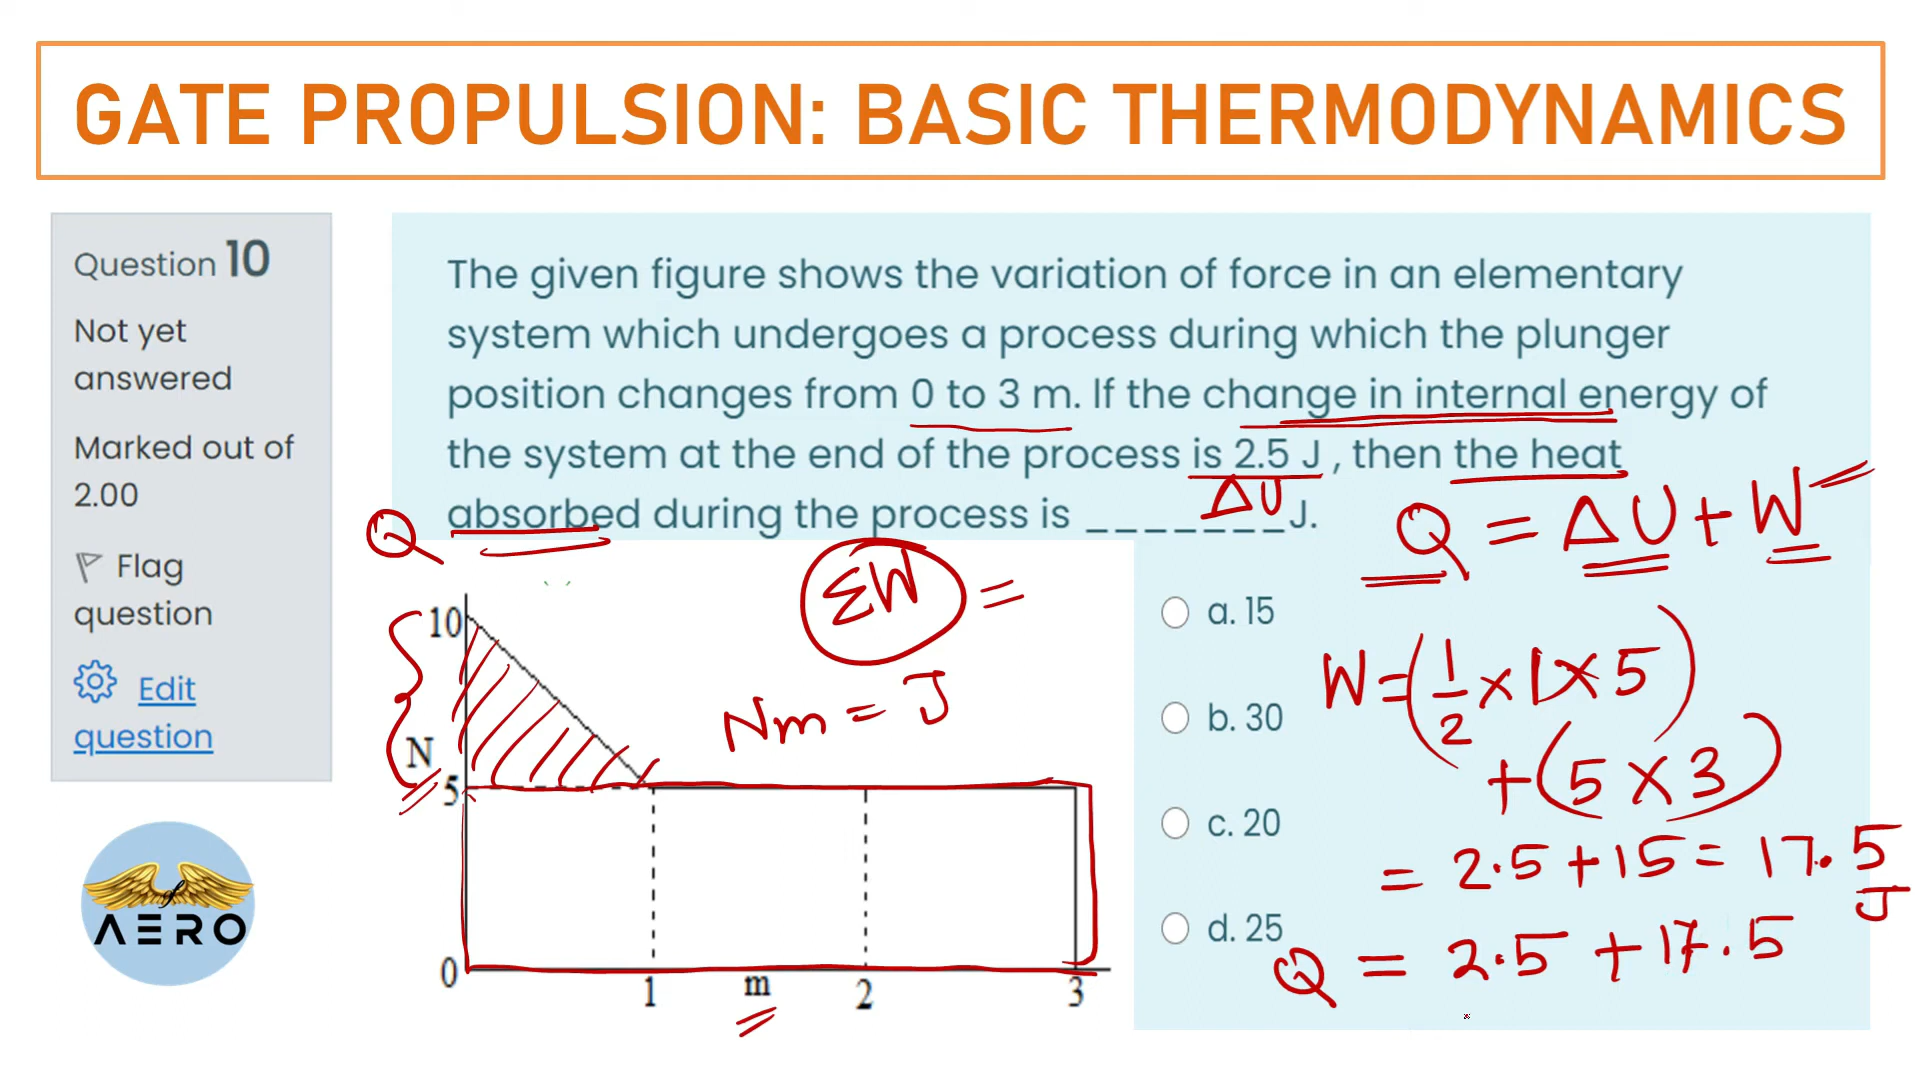 GATE PROPULSION: BASIC THERMODYNAMICS
Question 10
Not yet
answered
Marked out of
2.00
Flag
question
Edit
question
of
AERO
The given figure shows the variation of force in an elementary
system which undergoes a process during which the plunger
position changes from 0 to 3 m. If the change in internal energy of
the system at the end of the process is 2.5 J , then the heat
absorbed during the process is _______J.
ΔU
Q
Q = ΔU + W
ΣW =
Nm = J
10
N
5
0
1
m
2
3
a. 15
b. 30
c. 20
d. 25
W = (1/2 × 1 × 5)
+ (5 × 3)
= 2.5 + 15 = 17.5
J
Q = 2.5 + 17.5